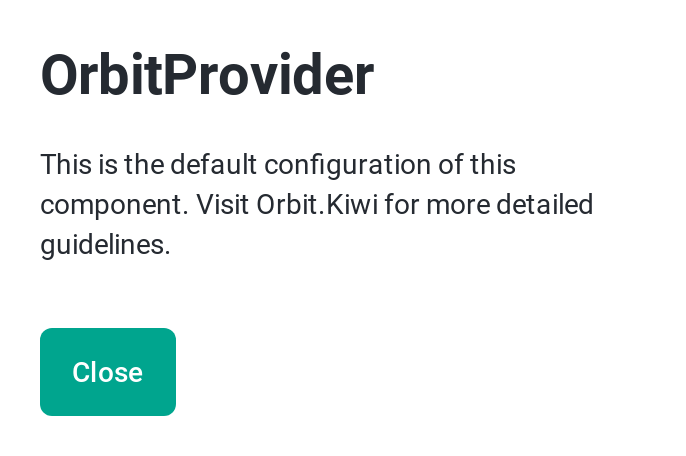 OrbitProvider
This is the default configuration of this
component. Visit Orbit.Kiwi for more detailed
guidelines.
Close